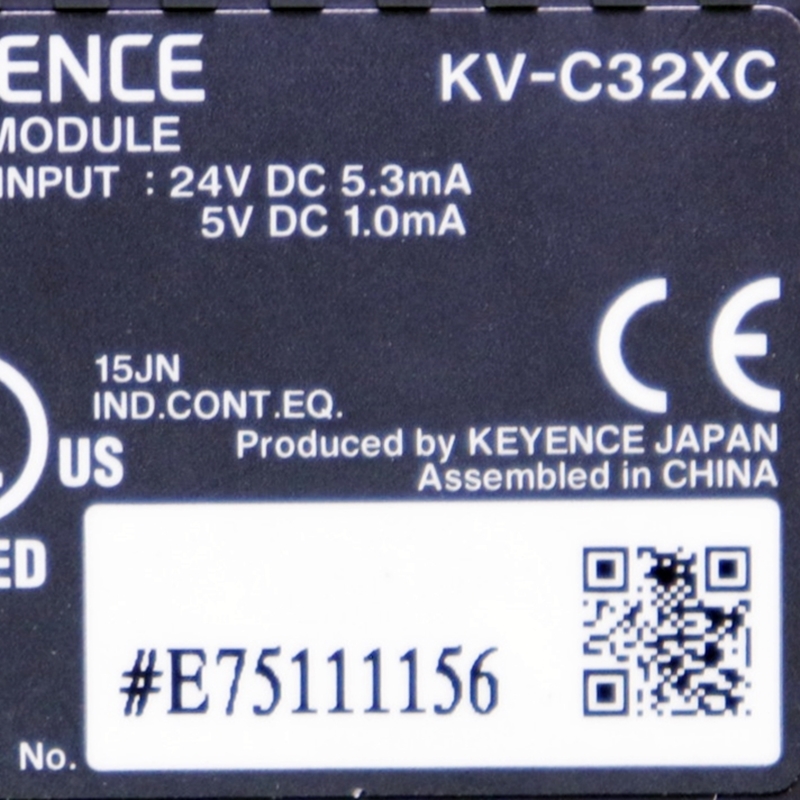 ENCE
KV-C32XC
MODULE
INPUT : 24V DC 5.3mA
5V DC 1.0mA
CE
15JN
IND.CONT.EQ.
US
Produced by KEYENCE JAPAN
Assembled in CHINA
ED
#E75111156
No.